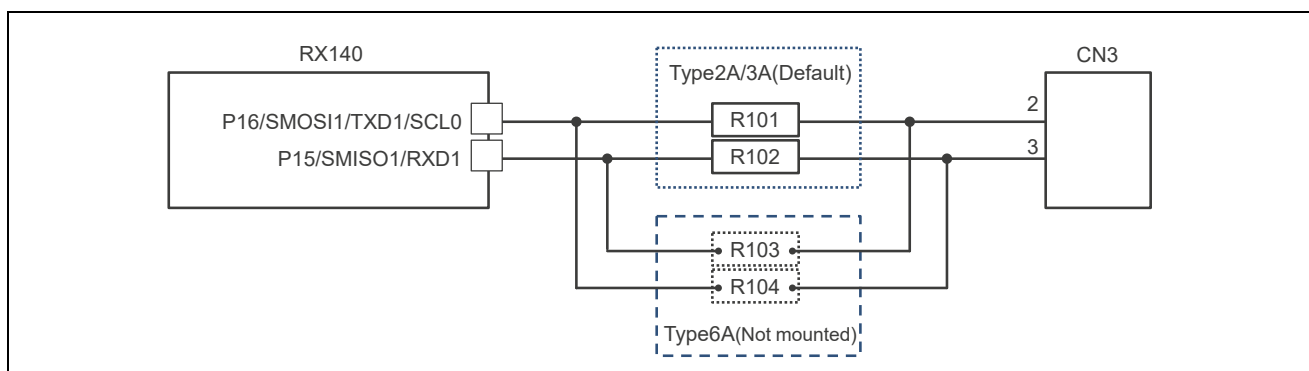 RX140
P16/SMOSI1/TXD1/SCL0
P15/SMISO1/RXD1
Type2A/3A(Default)
R101
R102
R103
R104
Type6A(Not mounted)
CN3
2
3